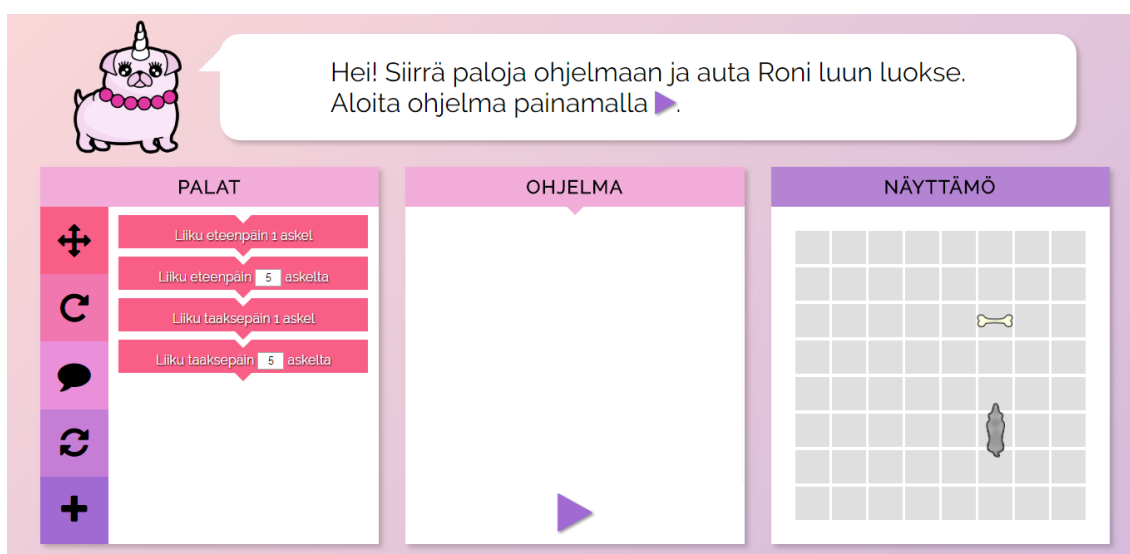 Hei! Siirrä paloja ohjelmaan ja auta Roni luun luokse.
Aloita ohjelma painamalla ▶.
PALAT
Liiku eteenpäin 1 askel
Liiku eteenpäin 5 askelta
Liiku taaksepäin 1 askel
Liiku taaksepäin 5 askelta
OHJELMA
NÄYTTÄMÖ